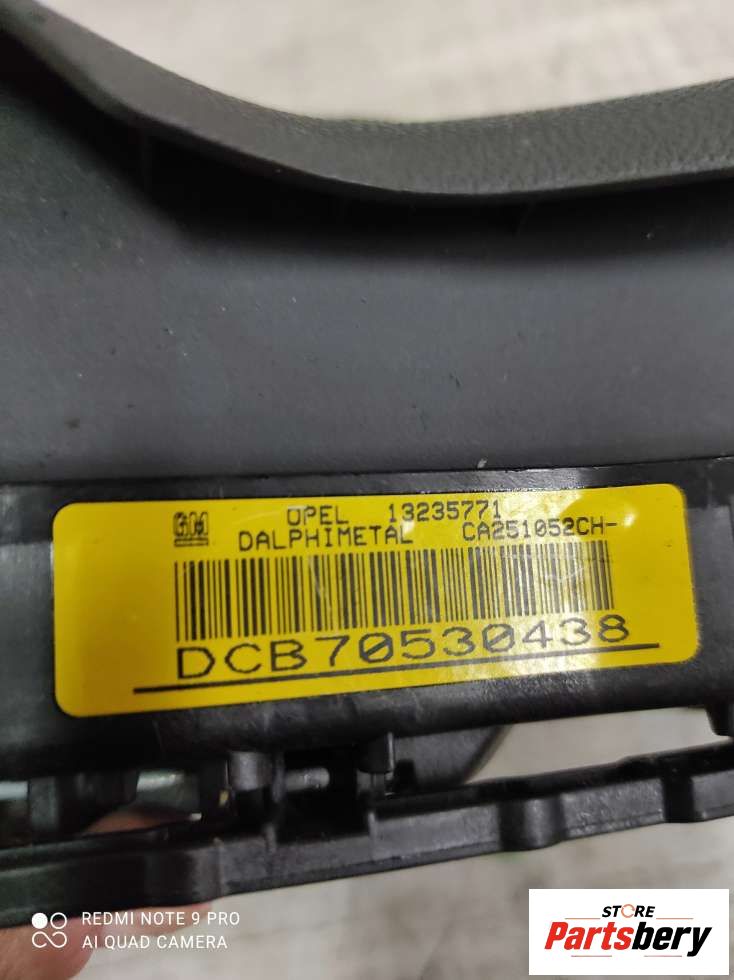 GM OPEL 13235771
DALPHIMETAL CA251052CH-
DCB70530438
REDMI NOTE 9 PRO
AI QUAD CAMERA
STORE
Partsbery